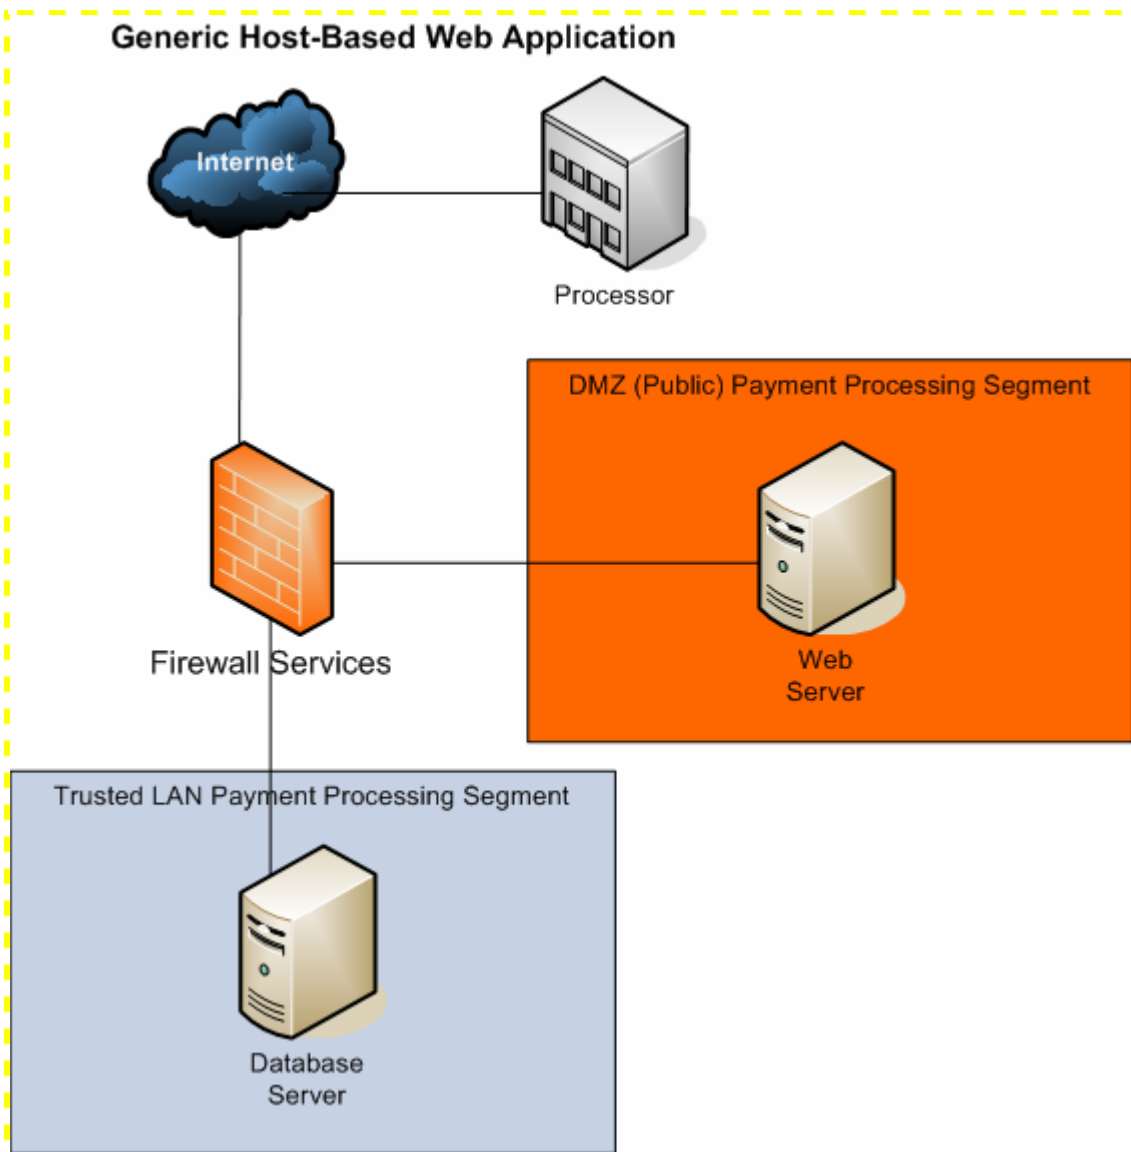 Generic Host-Based Web Application
Internet
Processor
DMZ (Public) Payment Processing Segment
Web
Server
Firewall Services
Trusted LAN Payment Processing Segment
Database
Server